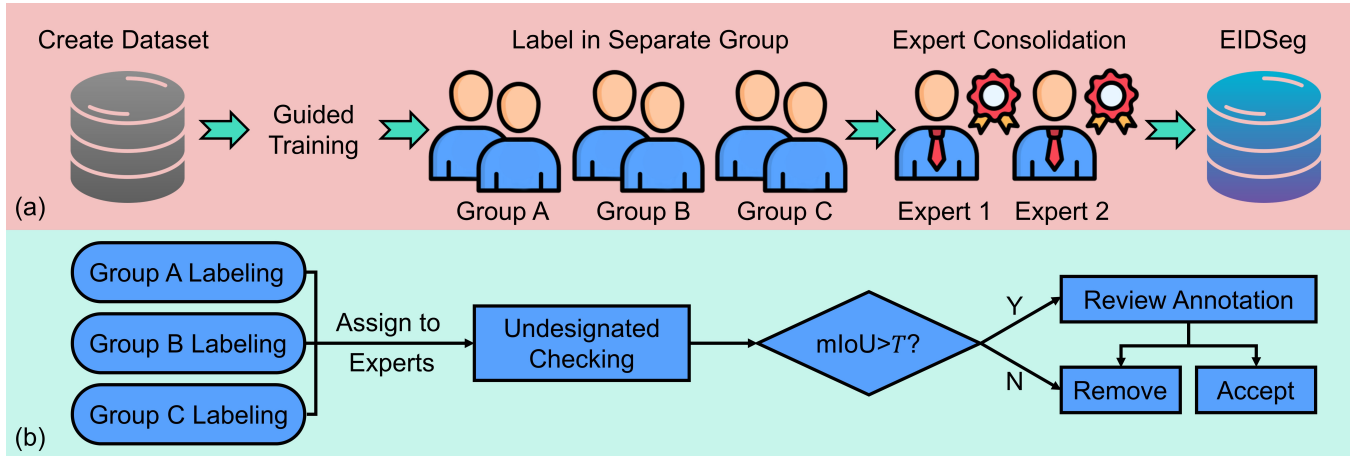 Create Dataset
Label in Separate Group
Expert Consolidation
EIDSeg
Guided
Training
Group A
Group B
Group C
Expert 1
Expert 2
(a)
Group A Labeling
Group B Labeling
Group C Labeling
Assign to
Experts
Undesignated
Checking
mIoU>T?
Y
N
Review Annotation
Remove
Accept
(b)